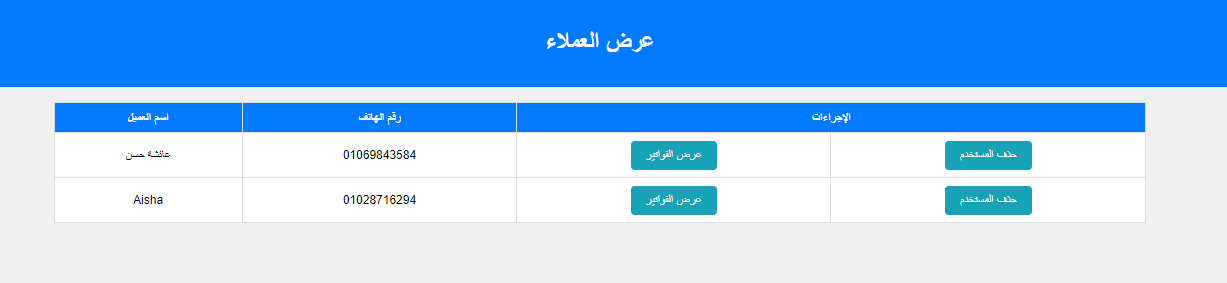 عرض العملاء
اسم العميل رقم الهاتف الإجراءات
عائشة حسن 01069843584 عرض الفواتير حذف المستخدم
Aisha 01028716294 عرض الفواتير حذف المستخدم